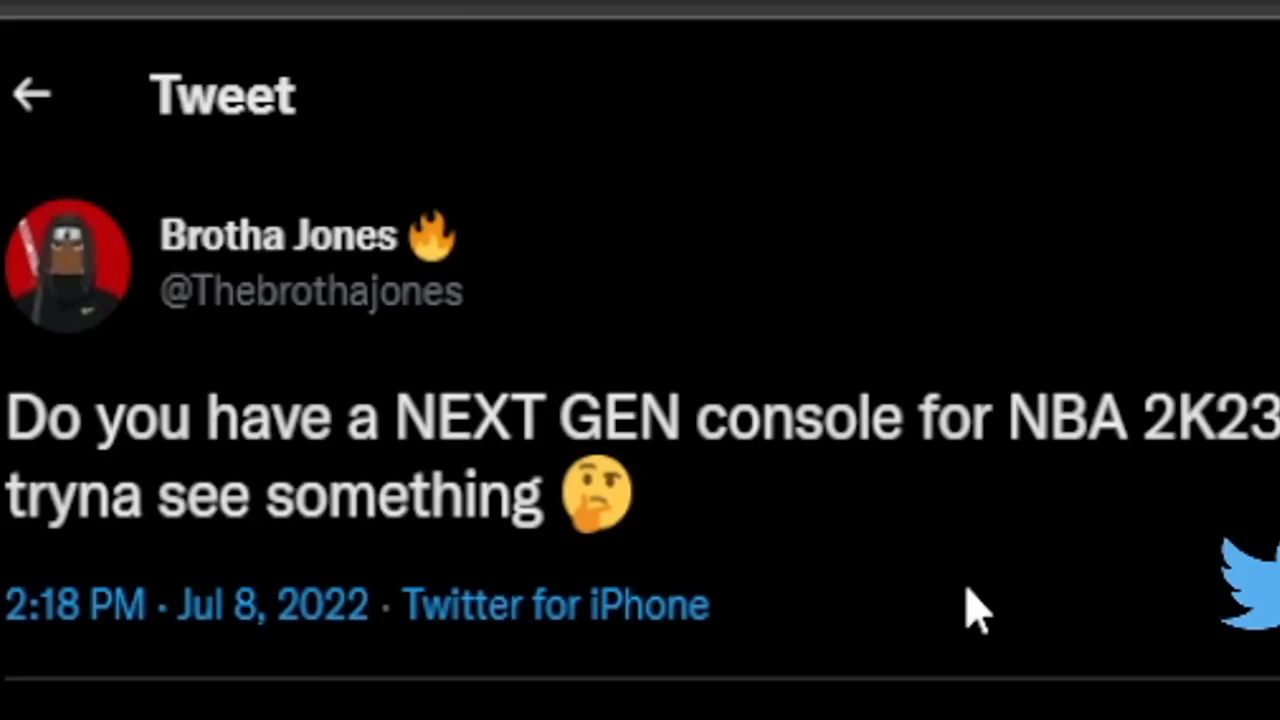 Tweet
Brotha Jones 🔥
@Thebrothajones
Do you have a NEXT GEN console for NBA 2K23
tryna see something 🤔
2:18 PM · Jul 8, 2022 · Twitter for iPhone